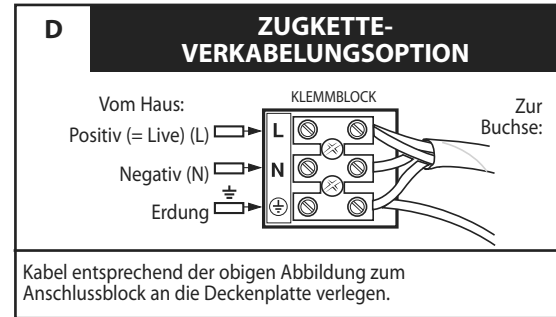 D
ZUGKETTE-
VERKABELUNGSOPTION
Vom Haus:
KLEMMBLOCK
Zur
Buchse:
Positiv (= Live) (L)
L
Negativ (N)
N
Erdung
Kabel entsprechend der obigen Abbildung zum
Anschlussblock an die Deckenplatte verlegen.